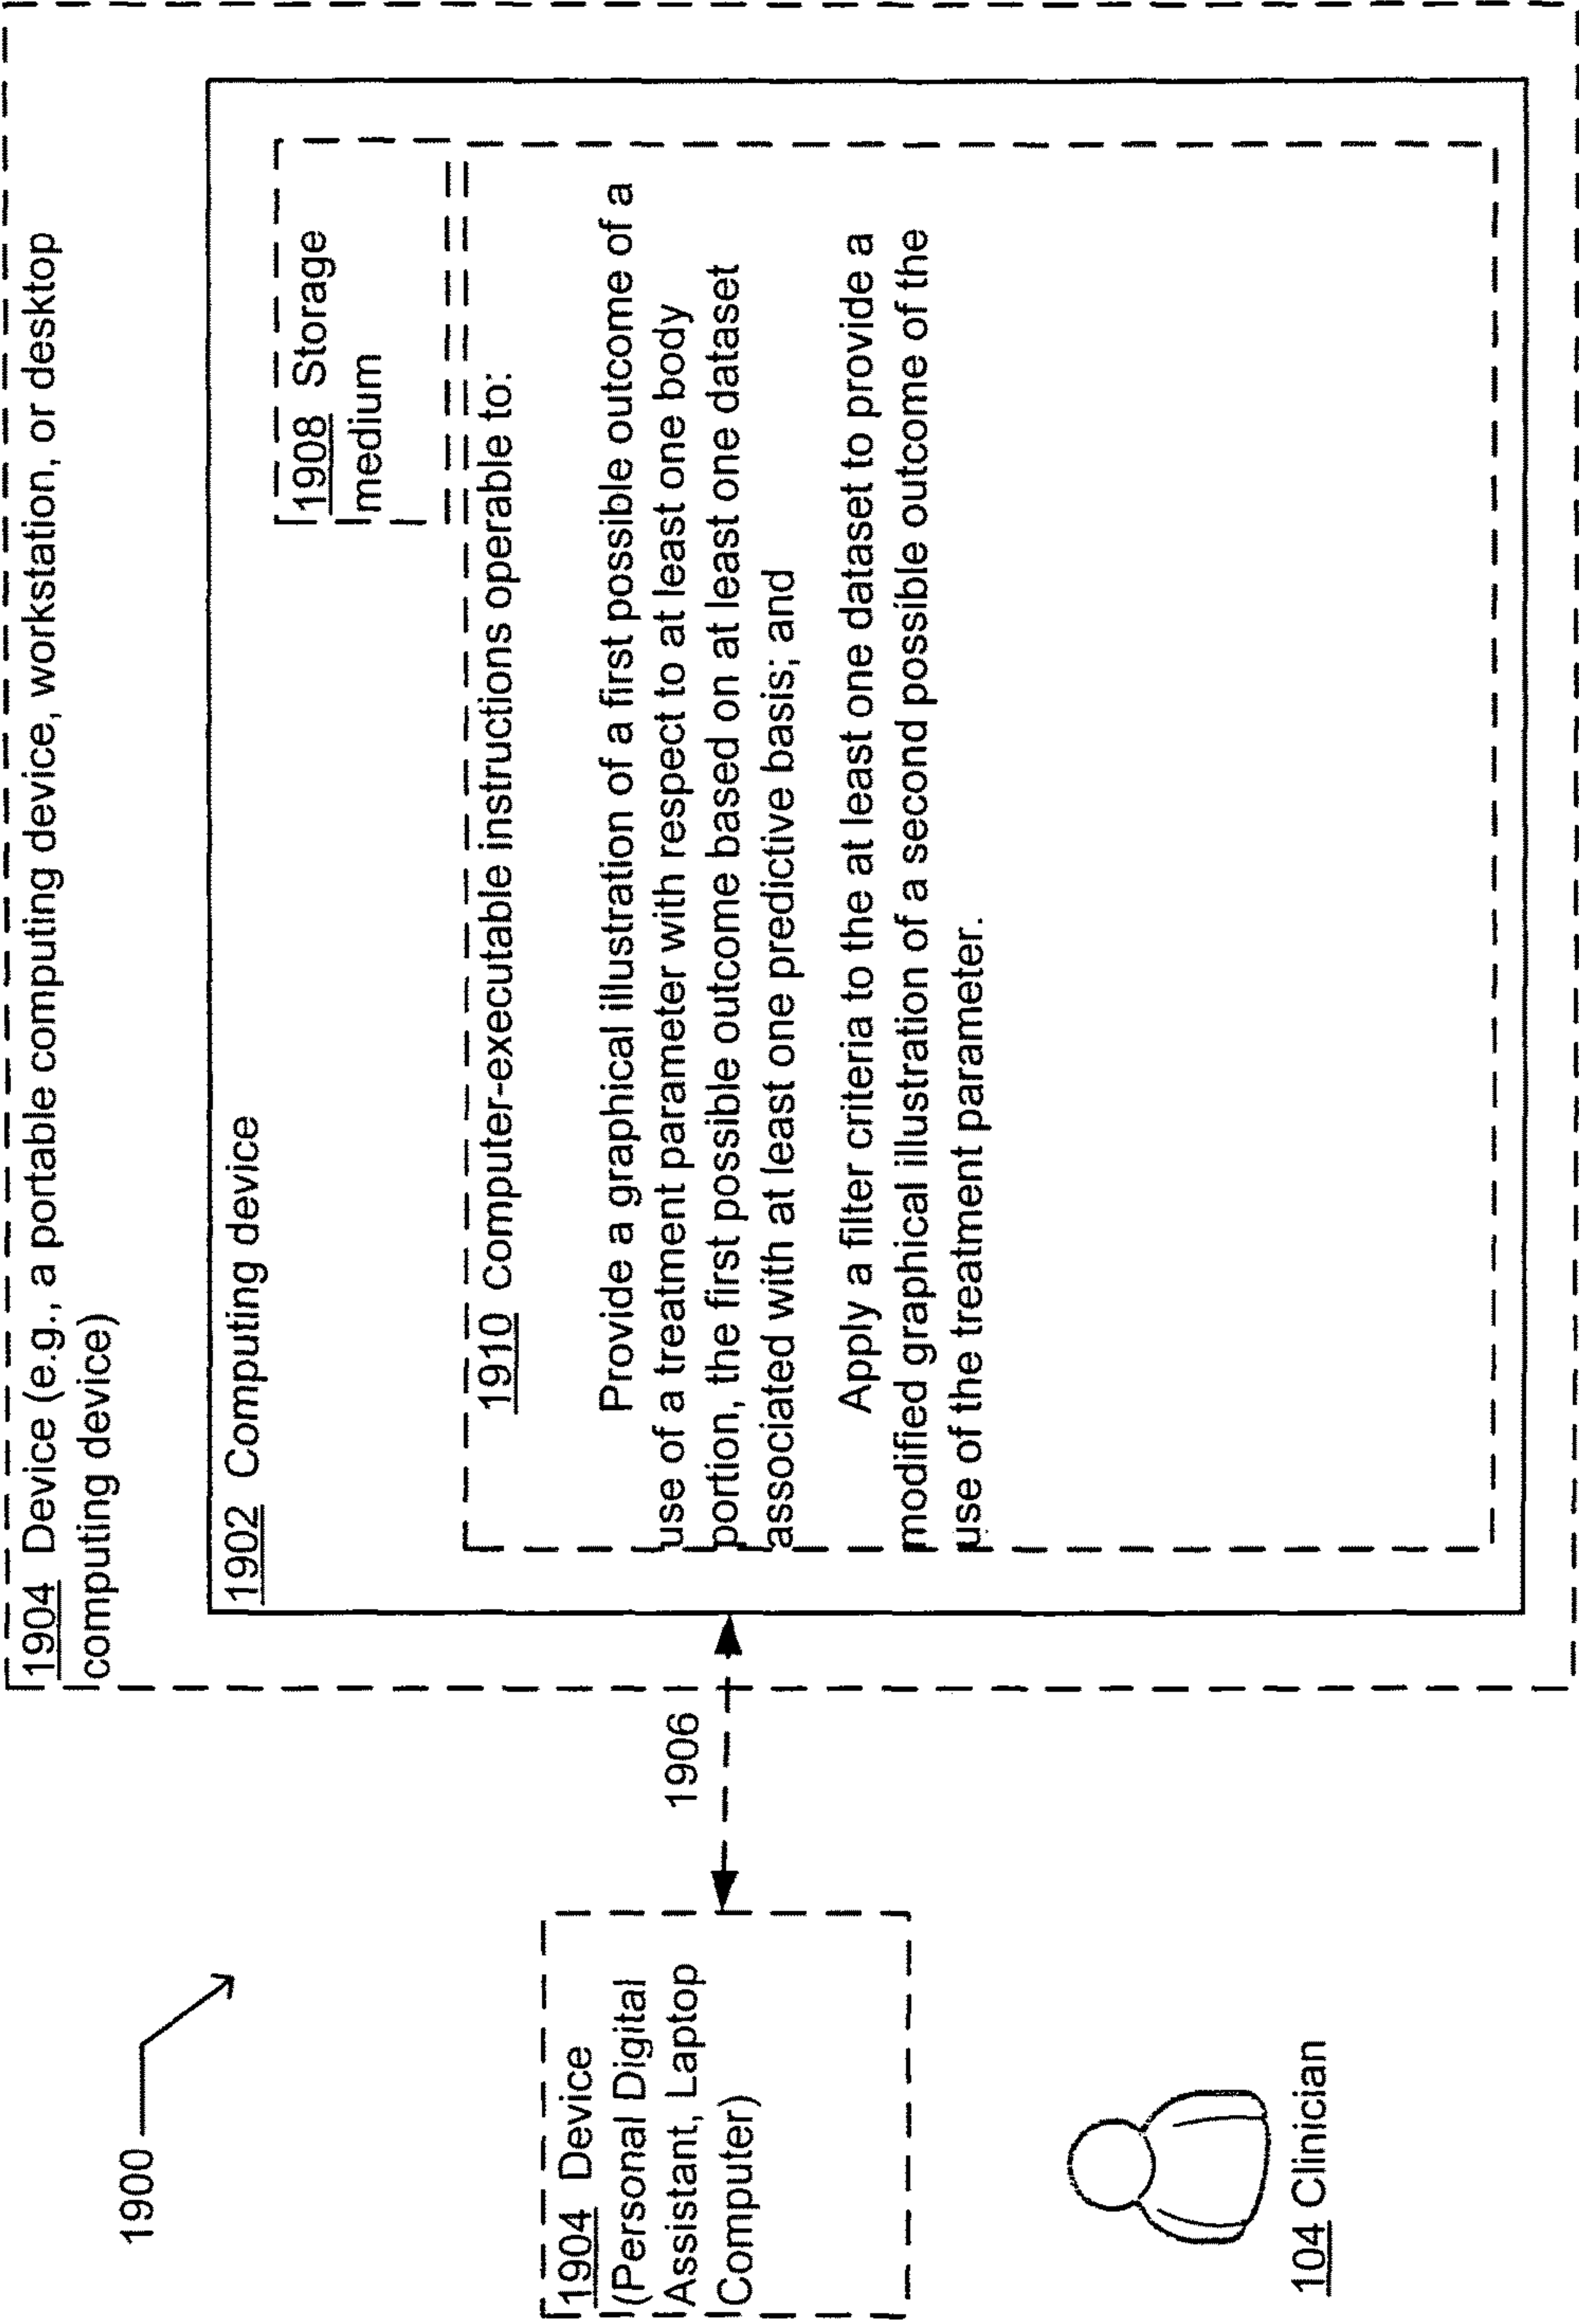 1900
1904 Device (e.g., a portable computing device, workstation, or desktop
computing device)
1902 Computing device
1908 Storage
medium
1910 Computer-executable instructions operable to:
Provide a graphical illustration of a first possible outcome of a
use of a treatment parameter with respect to at least one body
portion, the first possible outcome based on at least one dataset
associated with at least one predictive basis; and
Apply a filter criteria to the at least one dataset to provide a
modified graphical illustration of a second possible outcome of the
use of the treatment parameter.
1906
1904 Device
(Personal Digital
Assistant, Laptop
Computer)
104 Clinician